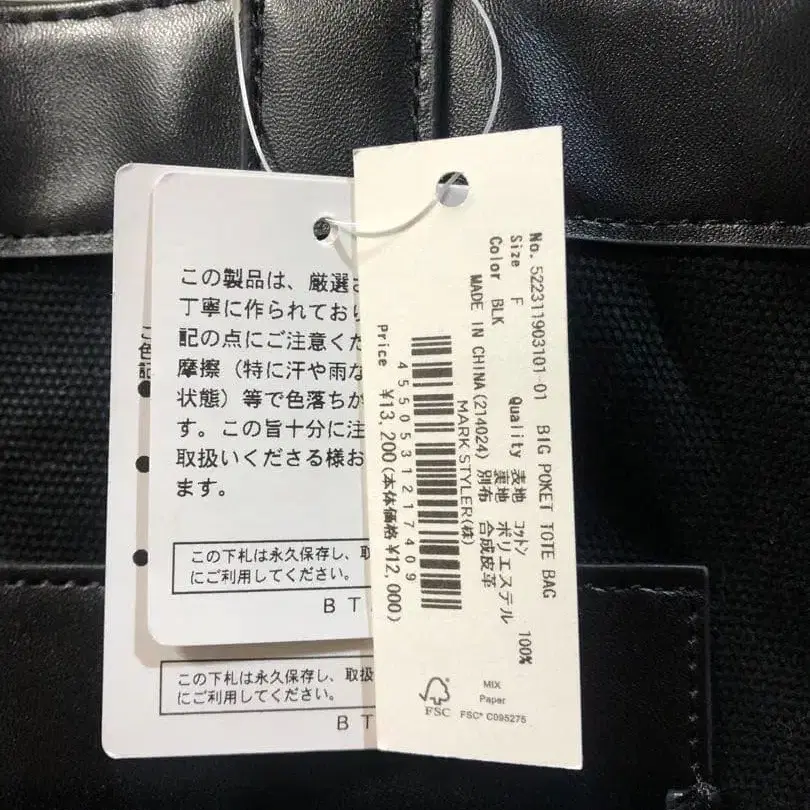 この製品は、厳選さ
丁寧に作られており
記の点にご注意くだ
摩擦（特に汗や雨な
状態）等で色落ちが
す。この旨十分に注
取扱いくださる様お
ます。
この下札は永久保存し、取
にご利用してください。
BT
こ
色
記
この下札は永久保存し、取扱
にご利用してください。
BT
No. 522311903101-01 BIG POKET TOTE BAG
Size F Quality 表地 コットン 100%
Color BLK 裏地 ポリエステル
MADE IN CHINA(214024) 別布 合成皮革
MARK STYLER(株)
4550531217409
Price ¥13,200(本体価格¥12,000)
FSC
MIX
Paper
FSC® C095275